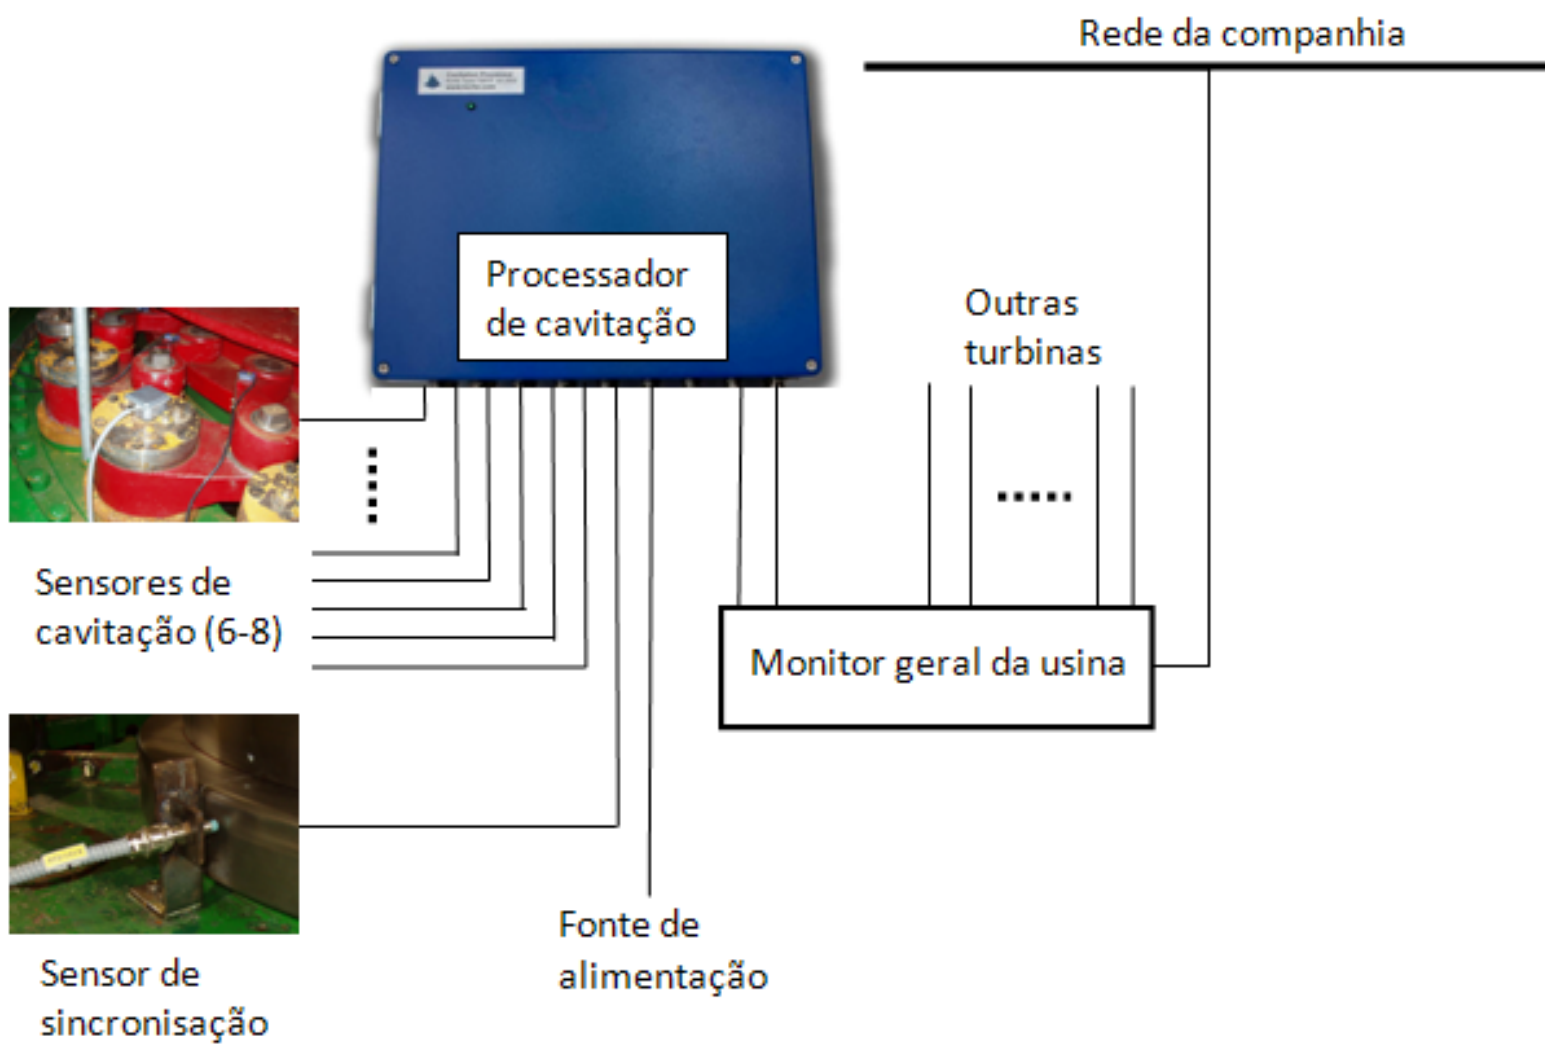 Rede da companhia
Processador
de cavitação
Outras
turbinas
Sensores de
cavitação (6-8)
Monitor geral da usina
Fonte de
alimentação
Sensor de
sincronisação